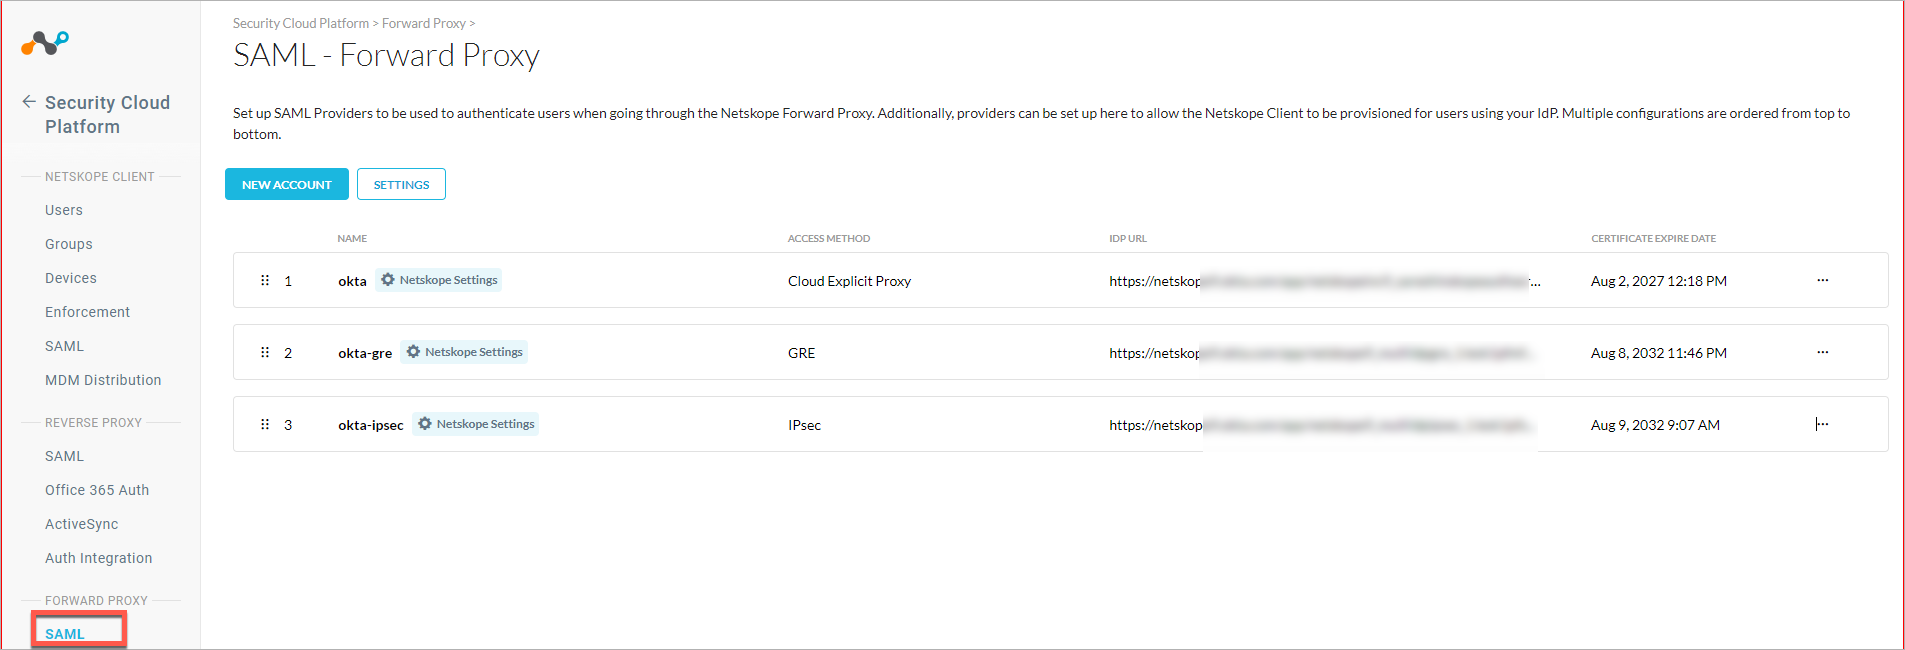 Security Cloud Platform > Forward Proxy >
SAML - Forward Proxy
Security Cloud
Platform
Set up SAML Providers to be used to authenticate users when going through the Netskope Forward Proxy. Additionally, providers can be set up here to allow the Netskope Client to be provisioned for users using your IdP. Multiple configurations are ordered from top to
bottom.
NETSKOPE CLIENT
Users
Groups
Devices
Enforcement
SAML
MDM Distribution
REVERSE PROXY
SAML
Office 365 Auth
ActiveSync
Auth Integration
FORWARD PROXY
SAML
NEW ACCOUNT SETTINGS
NAME ACCESS METHOD IDP URL CERTIFICATE EXPIRE DATE
1 okta Netskope Settings Cloud Explicit Proxy https://netskop ... Aug 2, 2027 12:18 PM ...
2 okta-gre Netskope Settings GRE https://netskop Aug 8, 2032 11:46 PM ...
3 okta-ipsec Netskope Settings IPsec https://netskop Aug 9, 2032 9:07 AM ...